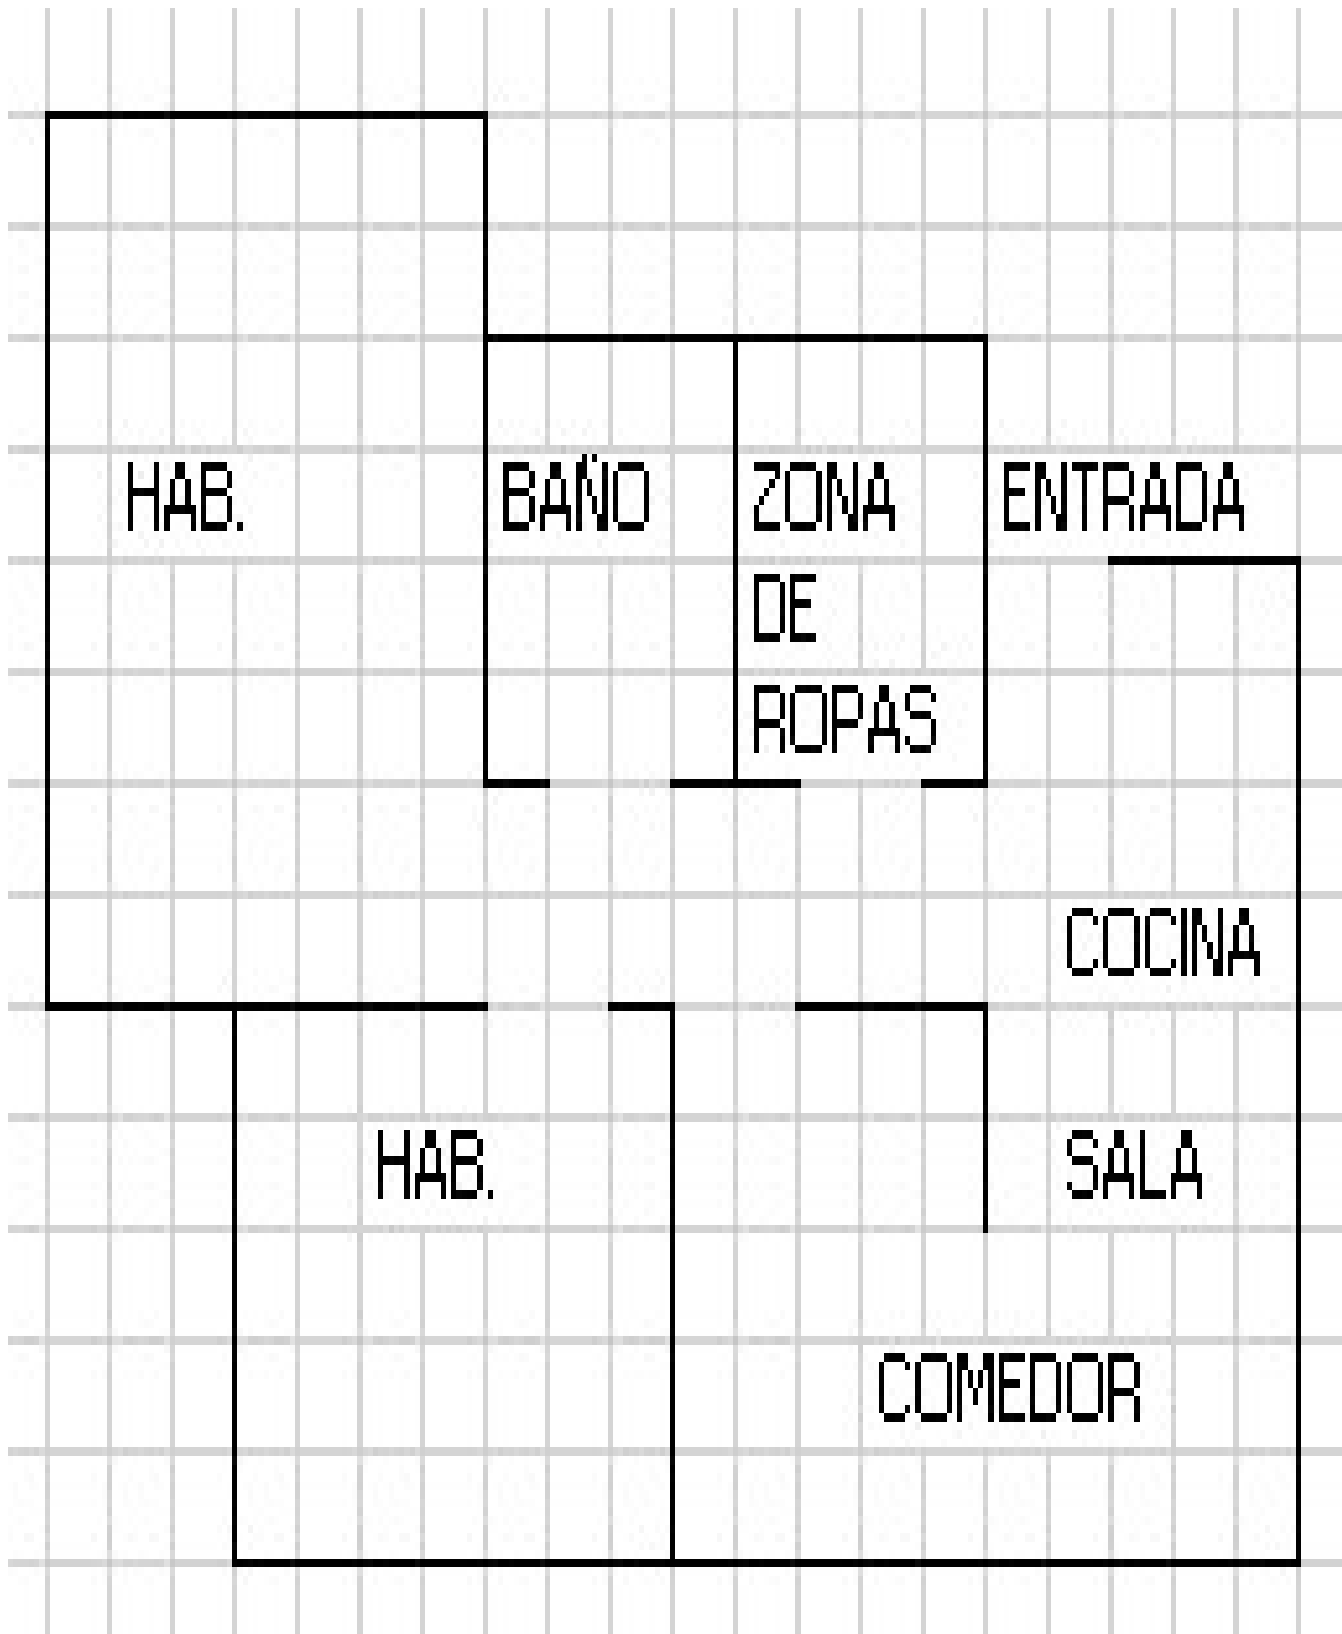 HAB.
BAÑO
ZONA
DE
ROPAS
ENTRADA
COCINA
HAB.
SALA
COMEDOR